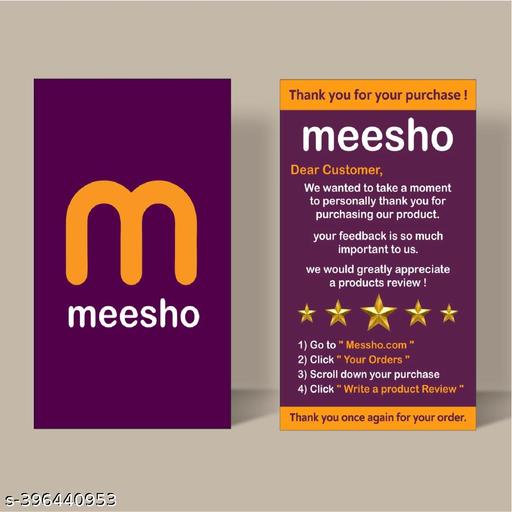 meesho
Thank you for your purchase !
meesho
Dear Customer,
We wanted to take a moment
to personally thank you for
purchasing our product.
your feedback is so much
important to us.
we would greatly appreciate
a products review !
1) Go to " Messho.com "
2) Click " Your Orders "
3) Scroll down your purchase
4) Click " Write a product Review "
Thank you once again for your order.
s-396440953